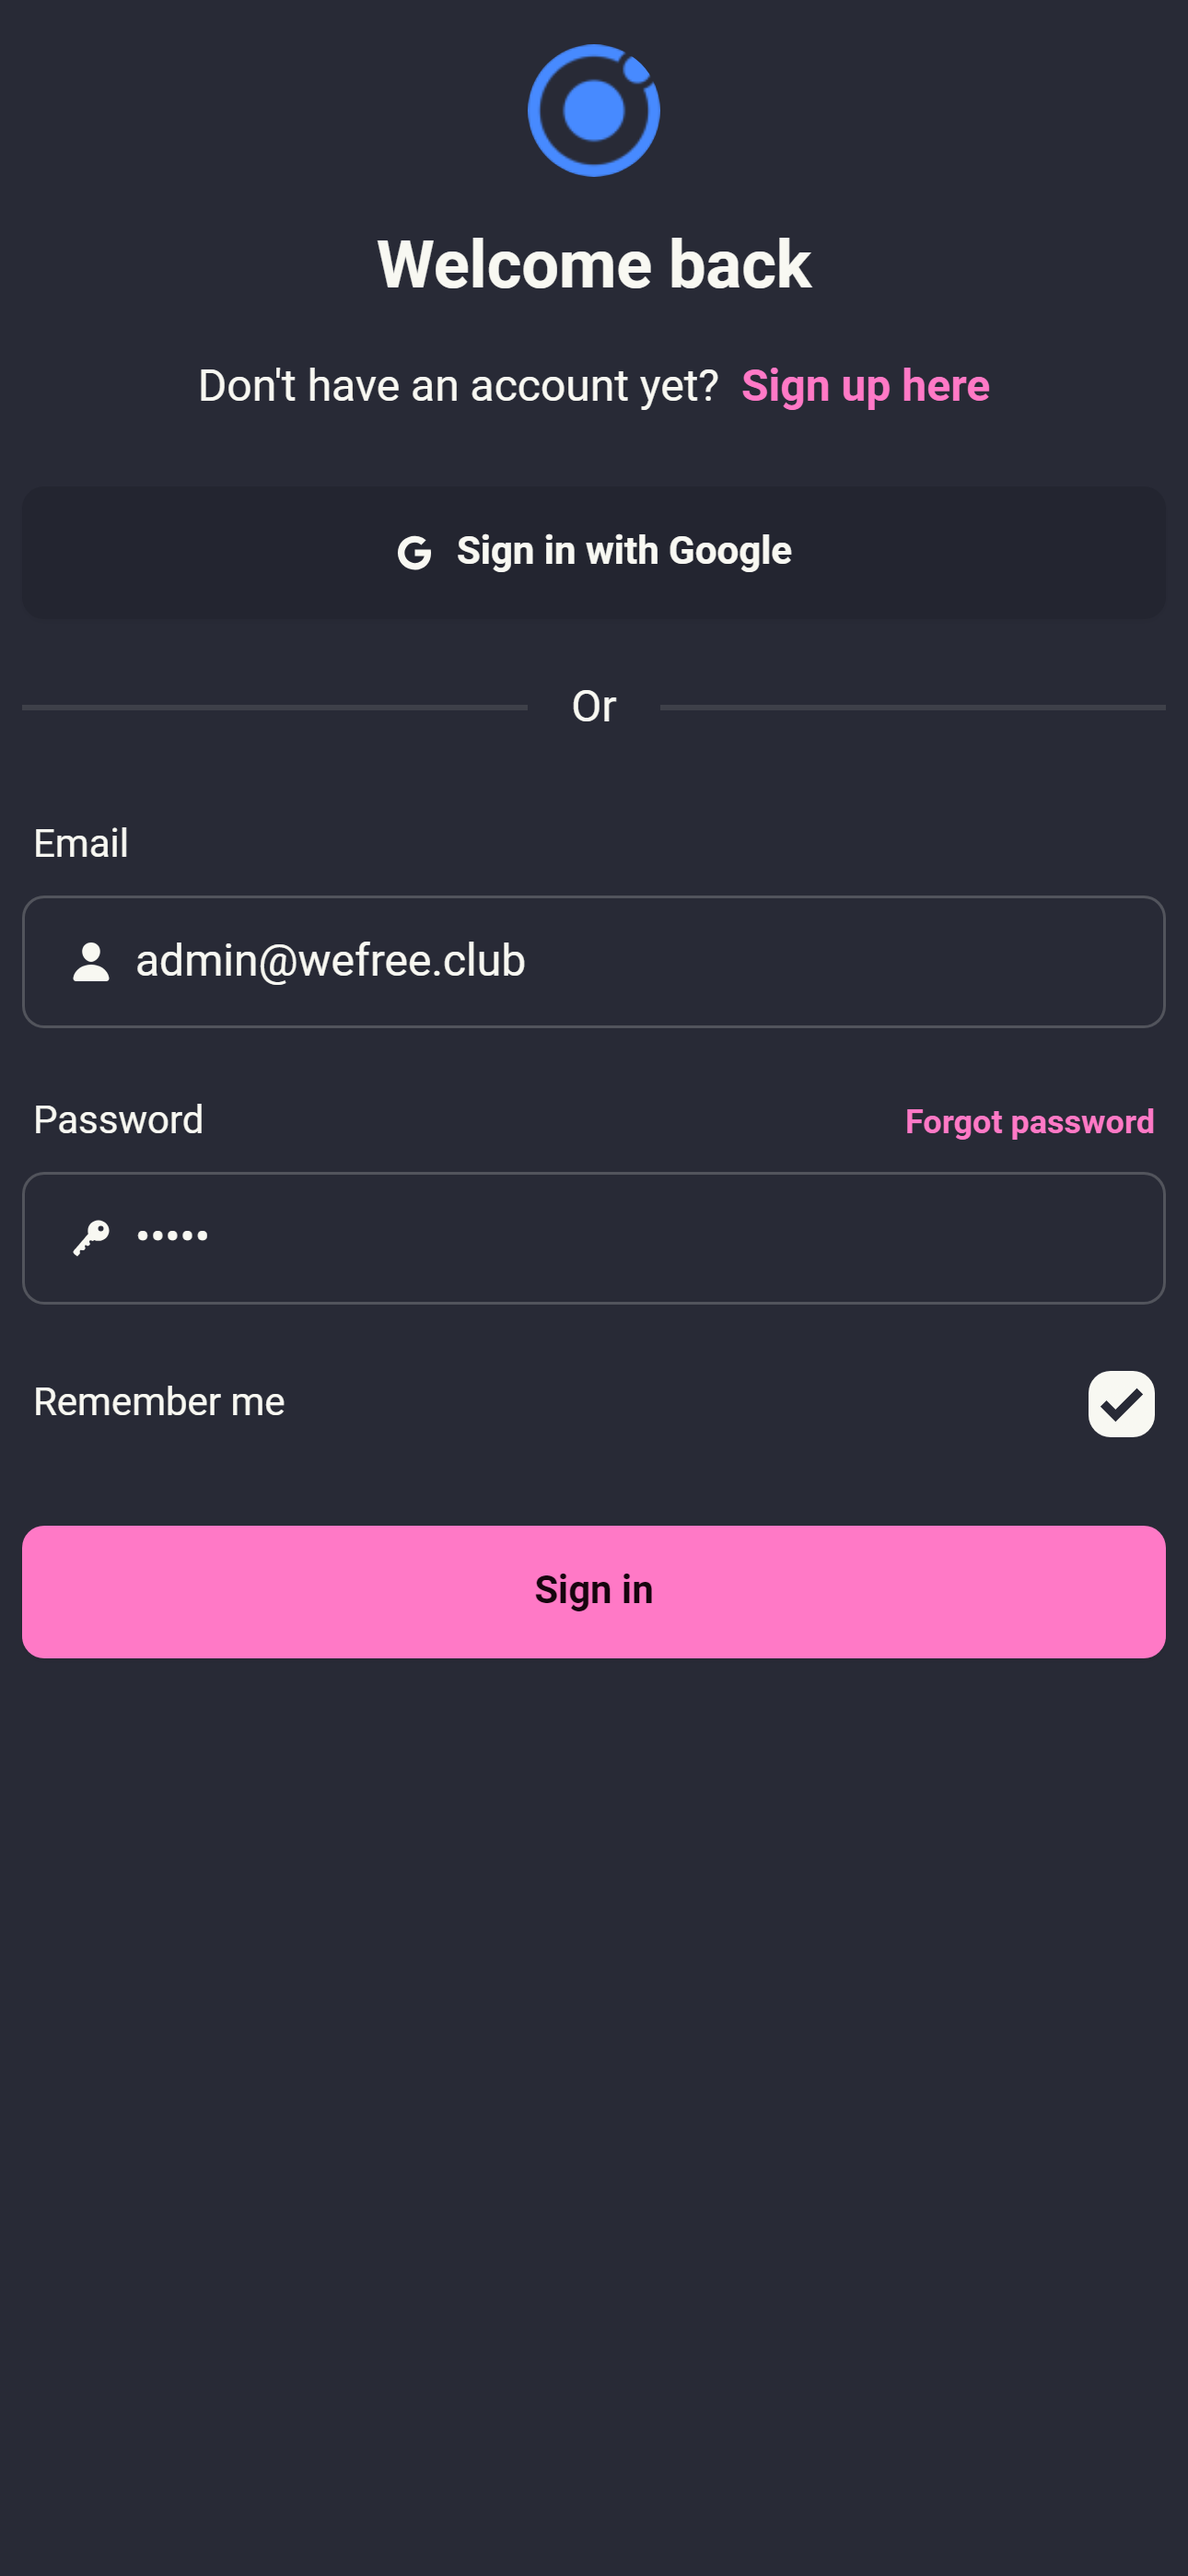 Welcome back
Don't have an account yet? Sign up here
Sign in with Google
Or
Email
admin@wefree.club
Password Forgot password
•••••
Remember me
Sign in